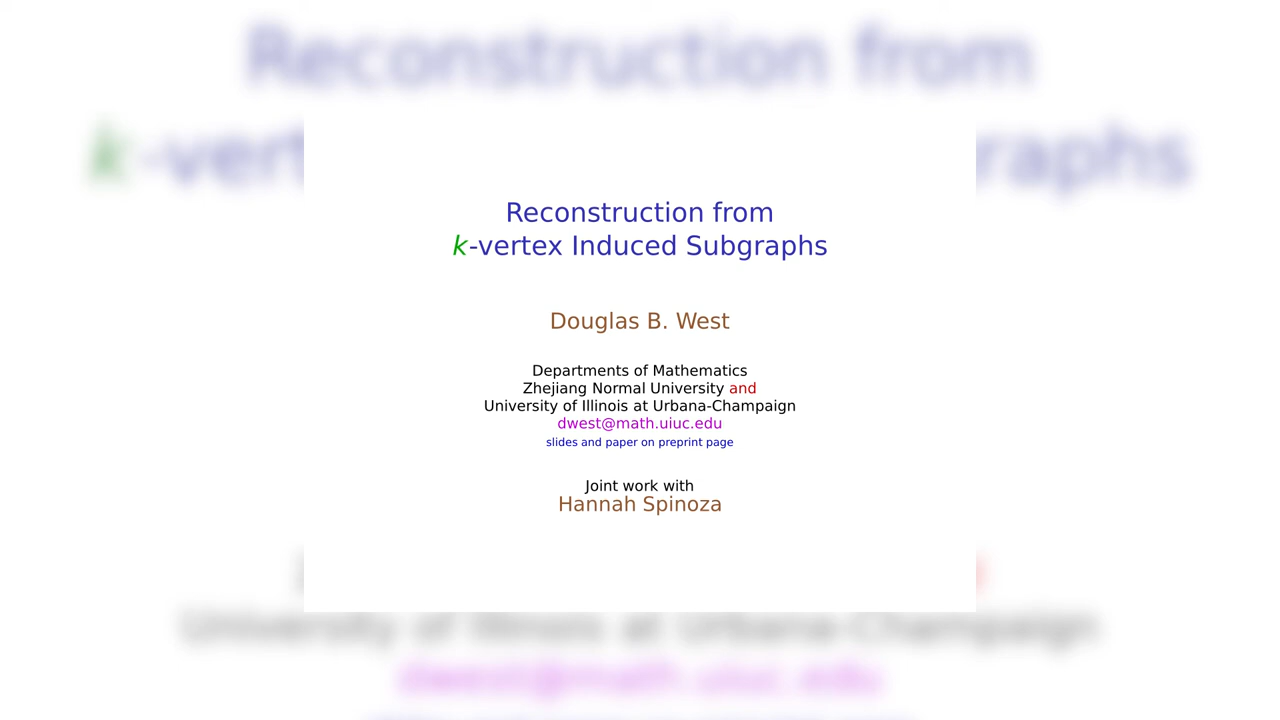 Reconstruction from
k-vertex Induced Subgraphs
Douglas B. West
Departments of Mathematics
Zhejiang Normal University and
University of Illinois at Urbana-Champaign
dwest@math.uiuc.edu
slides and paper on preprint page
Joint work with
Hannah Spinoza